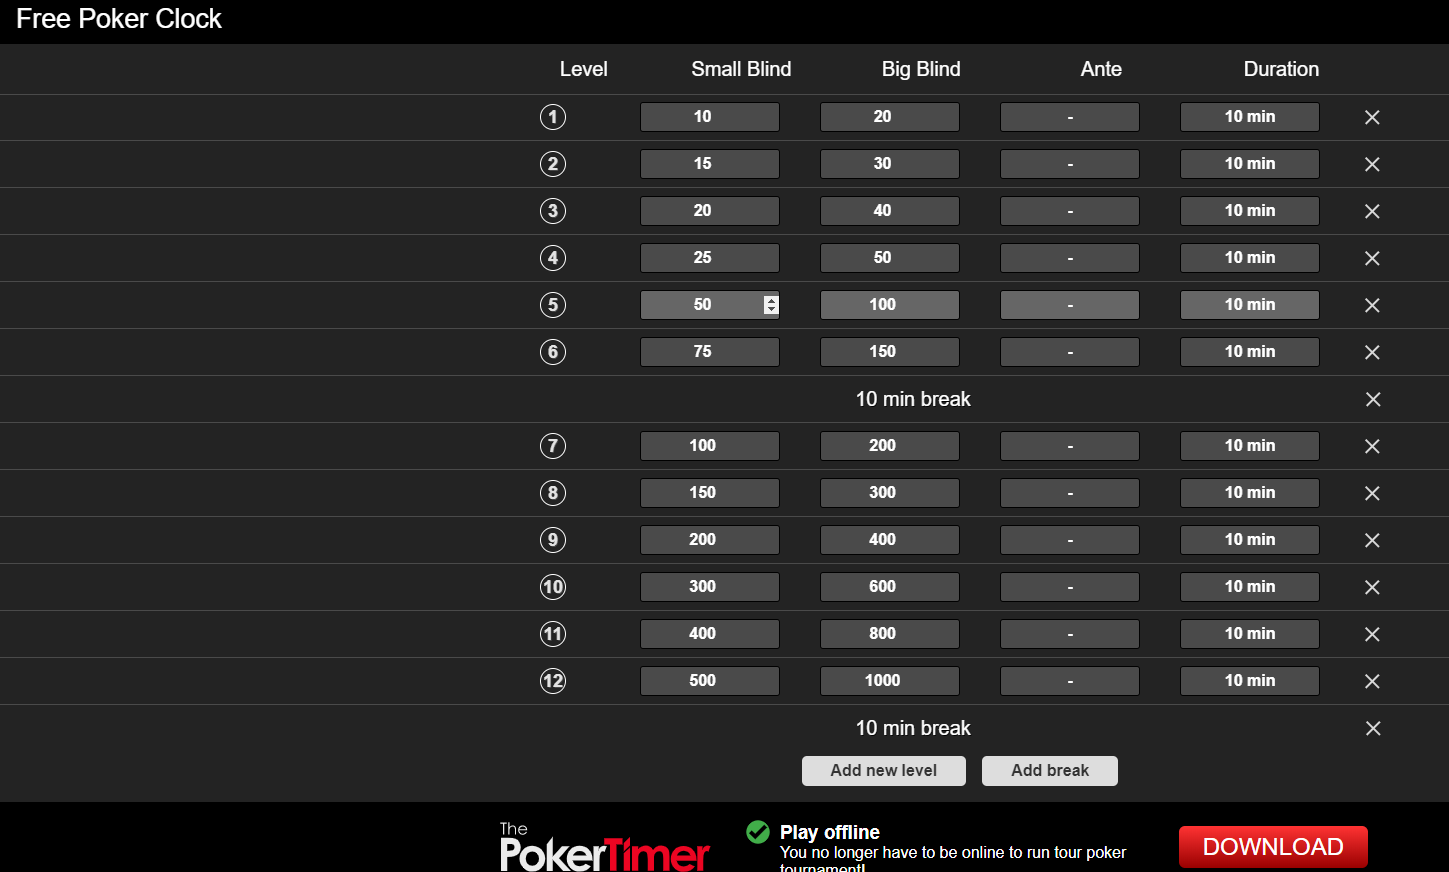 Free Poker Clock
Level Small Blind Big Blind Ante Duration
1 10 20 - 10 min
2 15 30 - 10 min
3 20 40 - 10 min
4 25 50 - 10 min
5 50 100 - 10 min
6 75 150 - 10 min
10 min break
7 100 200 - 10 min
8 150 300 - 10 min
9 200 400 - 10 min
10 300 600 - 10 min
11 400 800 - 10 min
12 500 1000 - 10 min
10 min break
Add new level Add break
The
PokerTimer
Play offline
You no longer have to be online to run tour poker
tournament!
DOWNLOAD